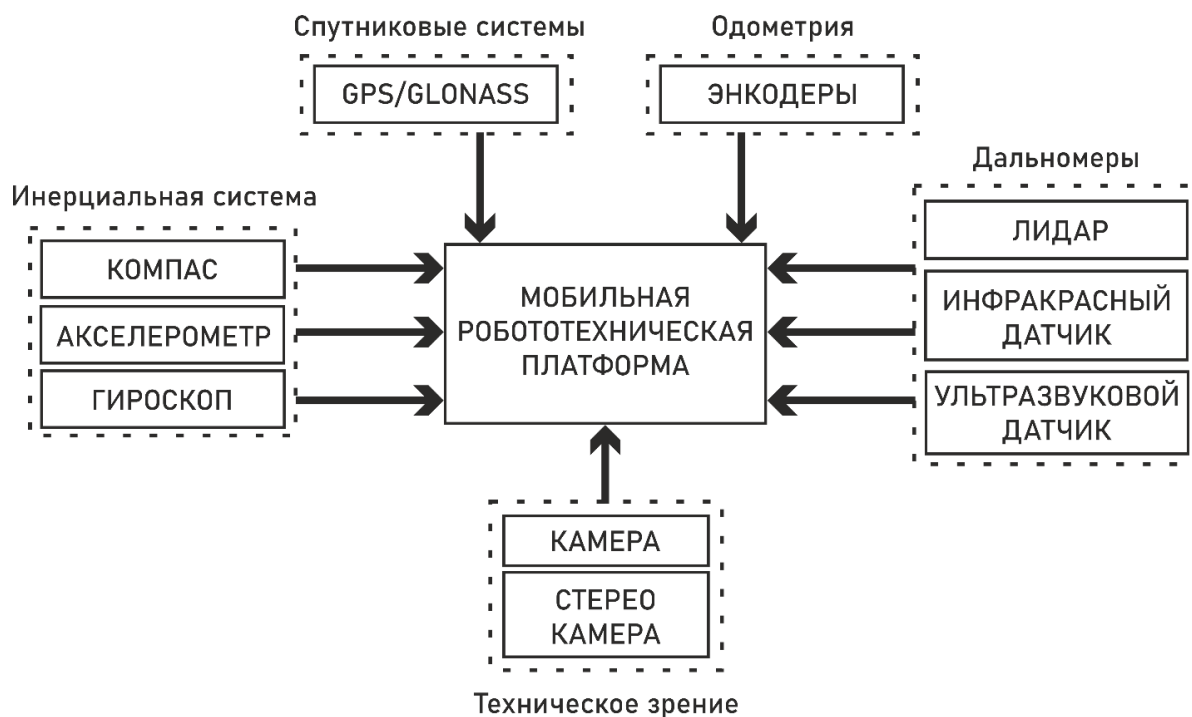 Спутниковые системы
GPS/GLONASS
Одометрия
ЭНКОДЕРЫ
Инерциальная система
КОМПАС
АКСЕЛЕРОМЕТР
ГИРОСКОП
МОБИЛЬНАЯ
РОБОТОТЕХНИЧЕСКАЯ
ПЛАТФОРМА
Дальномеры
ЛИДАР
ИНФРАКРАСНЫЙ
ДАТЧИК
УЛЬТРАЗВУКОВОЙ
ДАТЧИК
КАМЕРА
СТЕРЕО
КАМЕРА
Техническое зрение